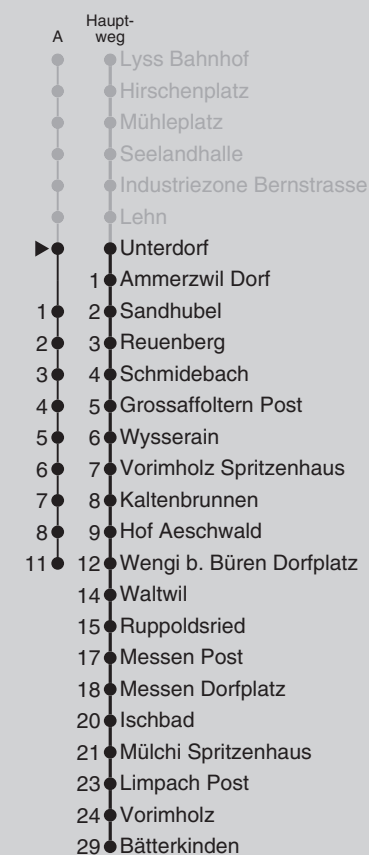 A Haupt-
weg
Lyss Bahnhof
Hirschenplatz
Mühleplatz
Seelandhalle
Industriezone Bernstrasse
Lehn
Unterdorf
1 Ammerzwil Dorf
1 2 Sandhubel
2 3 Reuenberg
3 4 Schmidebach
4 5 Grossaffoltern Post
5 6 Wysserain
6 7 Vorimholz Spritzenhaus
7 8 Kaltenbrunnen
8 9 Hof Aeschwald
11 12 Wengi b. Büren Dorfplatz
14 Waltwil
15 Ruppoldsried
17 Messen Post
18 Messen Dorfplatz
20 Ischbad
21 Mülchi Spritzenhaus
23 Limpach Post
24 Vorimholz
29 Bätterkinden